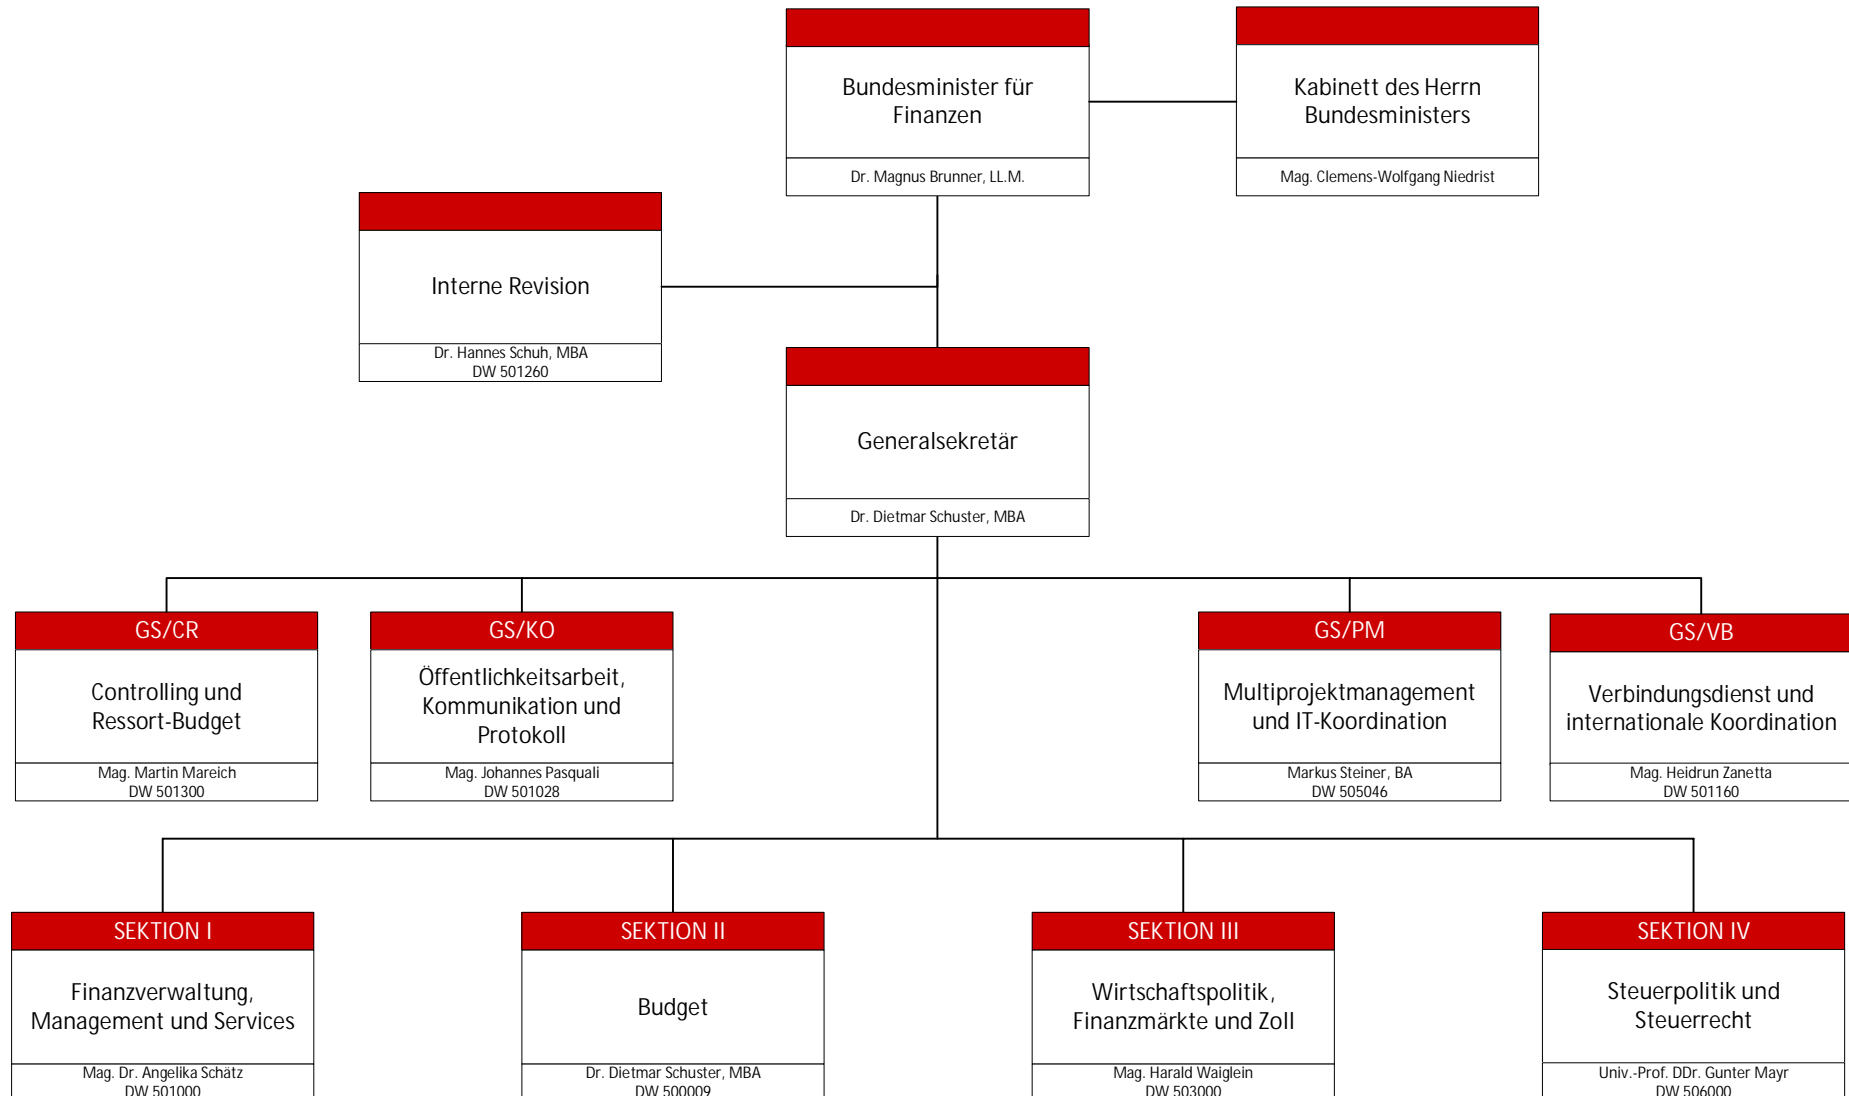 Bundesminister für
Finanzen
Dr. Magnus Brunner, LL.M.
Kabinett des Herrn
Bundesministers
Mag. Clemens-Wolfgang Niedrist
Interne Revision
Dr. Hannes Schuh, MBA
DW 501260
Generalsekretär
Dr. Dietmar Schuster, MBA
GS/CR
Controlling und
Ressort-Budget
Mag. Martin Mareich
DW 501300
GS/KO
Öffentlichkeitsarbeit,
Kommunikation und
Protokoll
Mag. Johannes Pasquali
DW 501028
GS/PM
Multiprojektmanagement
und IT-Koordination
Markus Steiner, BA
DW 505046
GS/VB
Verbindungsdienst und
internationale Koordination
Mag. Heidrun Zanetta
DW 501160
SEKTION I
Finanzverwaltung,
Management und Services
Mag. Dr. Angelika Schätz
DW 501000
SEKTION II
Budget
Dr. Dietmar Schuster, MBA
DW 500009
SEKTION III
Wirtschaftspolitik,
Finanzmärkte und Zoll
Mag. Harald Waiglein
DW 503000
SEKTION IV
Steuerpolitik und
Steuerrecht
Univ.-Prof. DDr. Gunter Mayr
DW 506000